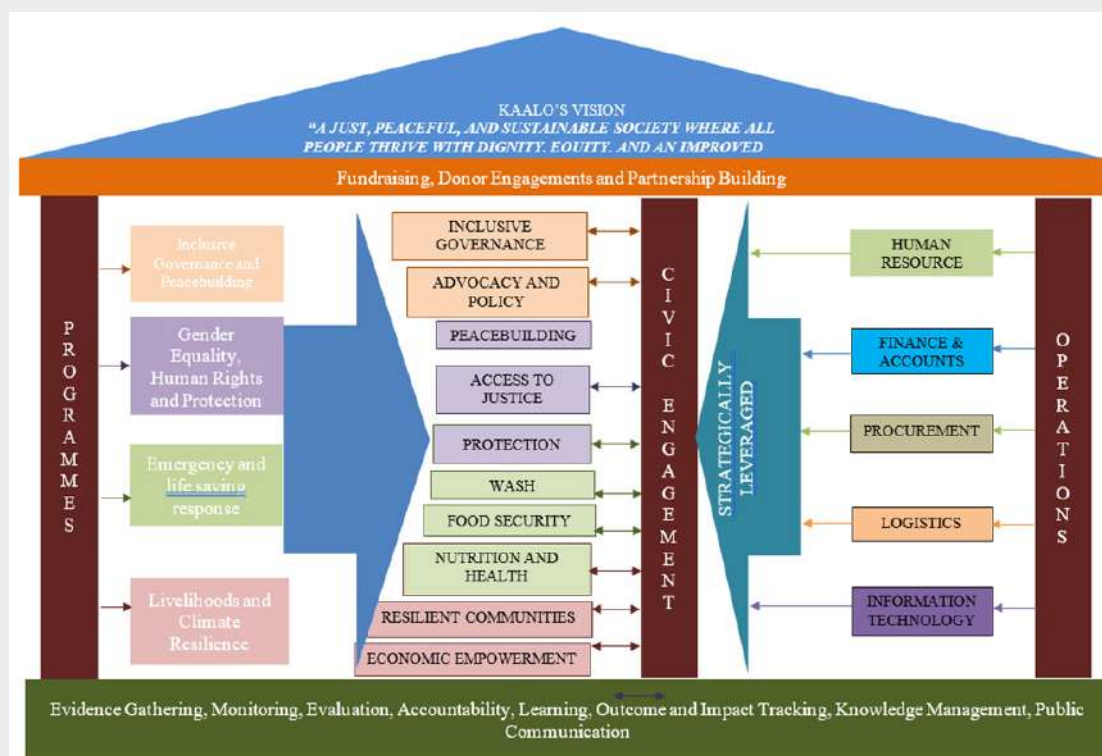 KAALO'S VISION
"A JUST, PEACEFUL, AND SUSTAINABLE SOCIETY WHERE ALL
PEOPLE THRIVE WITH DIGNITY, EQUITY, AND AN IMPROVED
Fundraising, Donor Engagements and Partnership Building
PROGRAMMES
Inclusive
Governance and
Peacebuilding
Gender
Equality,
Human Rights
and Protection
Emergency and
life saving
response
Livelihoods and
Climate
Resilience
INCLUSIVE
GOVERNANCE
ADVOCACY AND
POLICY
PEACEBUILDING
ACCESS TO
JUSTICE
PROTECTION
WASH
FOOD SECURITY
NUTRITION AND
HEALTH
RESILIENT COMMUNITIES
ECONOMIC EMPOWERMENT
CIVIC ENGAGEMENT
STRATEGICALLY
LEVERAGED
HUMAN
RESOURCE
FINANCE &
ACCOUNTS
PROCUREMENT
LOGISTICS
INFORMATION
TECHNOLOGY
OPERATIONS
Evidence Gathering, Monitoring, Evaluation, Accountability, Learning, Outcome and Impact Tracking, Knowledge Management, Public
Communication